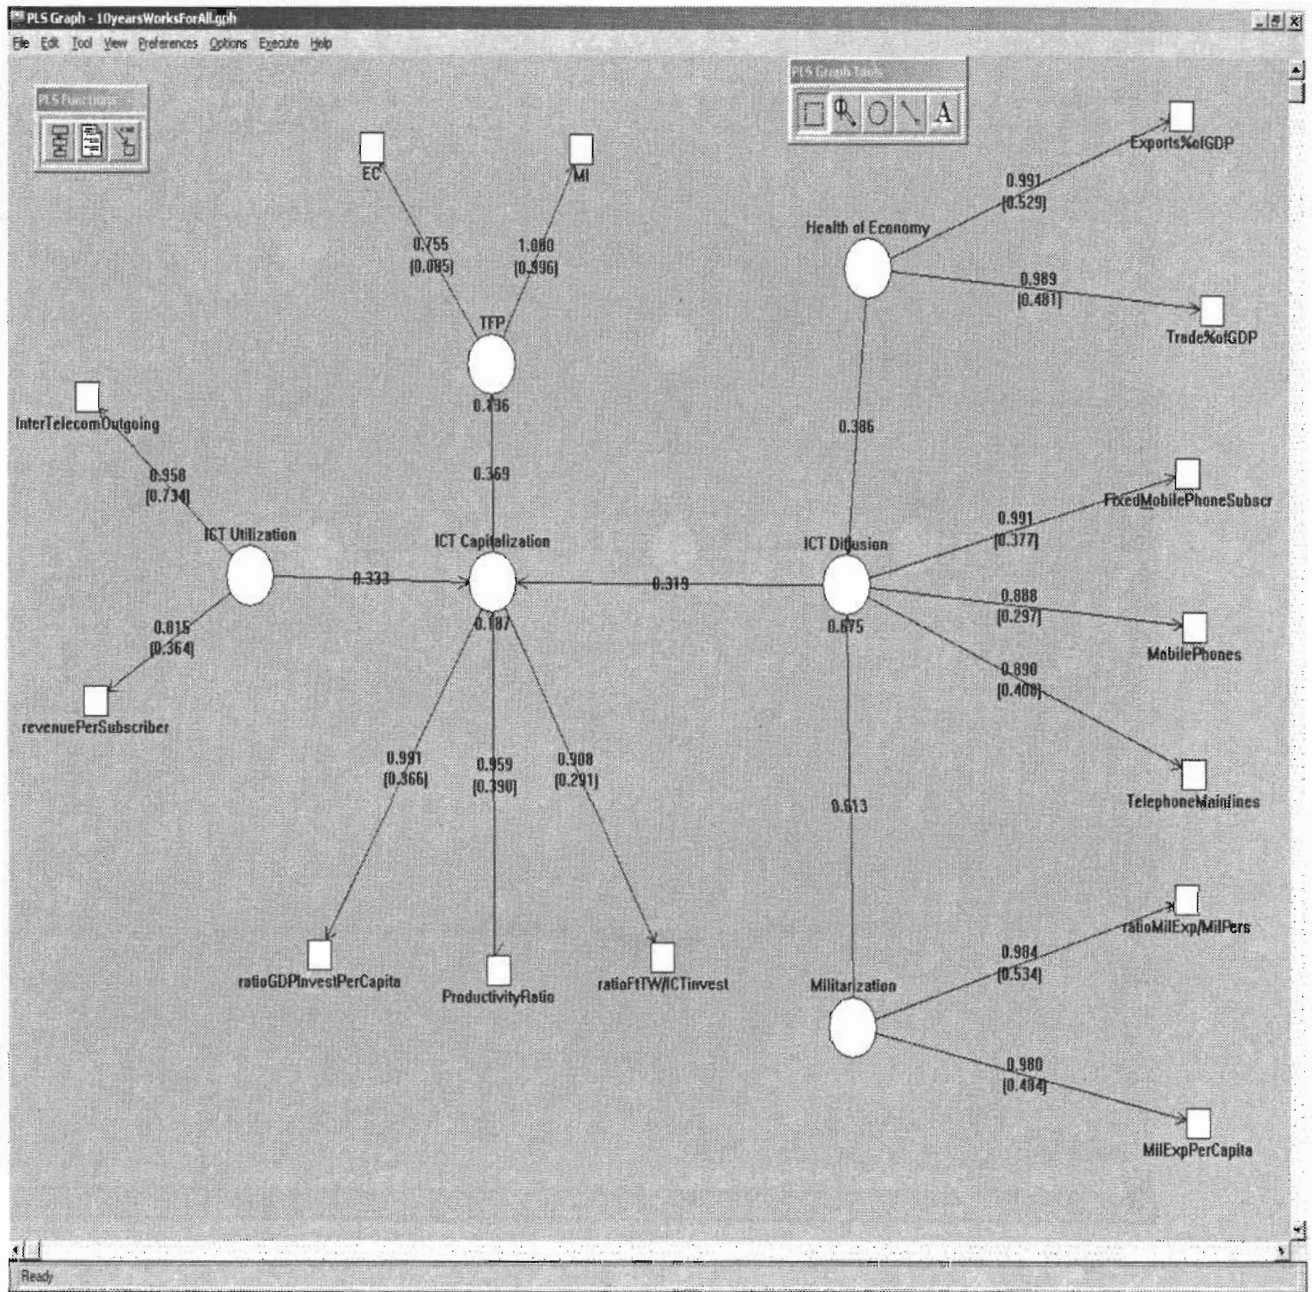 PLS Graph - 10yearsWorksForAll.gph
File Edit Tool View Preferences Options Execute Help
PLS Functions
PLS Graph Tools
A
EC
MI
Exports%ofGDP
0.991
(0.529)
Health of Economy
0.755
(0.085)
1.000
(0.996)
0.989
(0.481)
TFP
Trade%ofGDP
0.136
InterTelecomOutgoing
0.386
0.958
(0.734)
0.369
FixedMobilePhoneSubscr
0.991
(0.377)
ICT Utilization
ICT Capitalization
ICT Difusion
0.333
0.319
0.888
(0.297)
0.187
0.675
MobilePhones
0.815
(0.364)
0.890
(0.408)
revenuePerSubscriber
0.991
(0.366)
0.959
(0.390)
0.908
(0.291)
TelephoneMainlines
0.613
ratioMilExp/MilPers
0.984
(0.534)
ratioGDPInvestPerCapita
ProductivityRatio
ratioFtTW/ICTinvest
Militarization
0.980
(0.484)
MilExpPerCapita
Ready